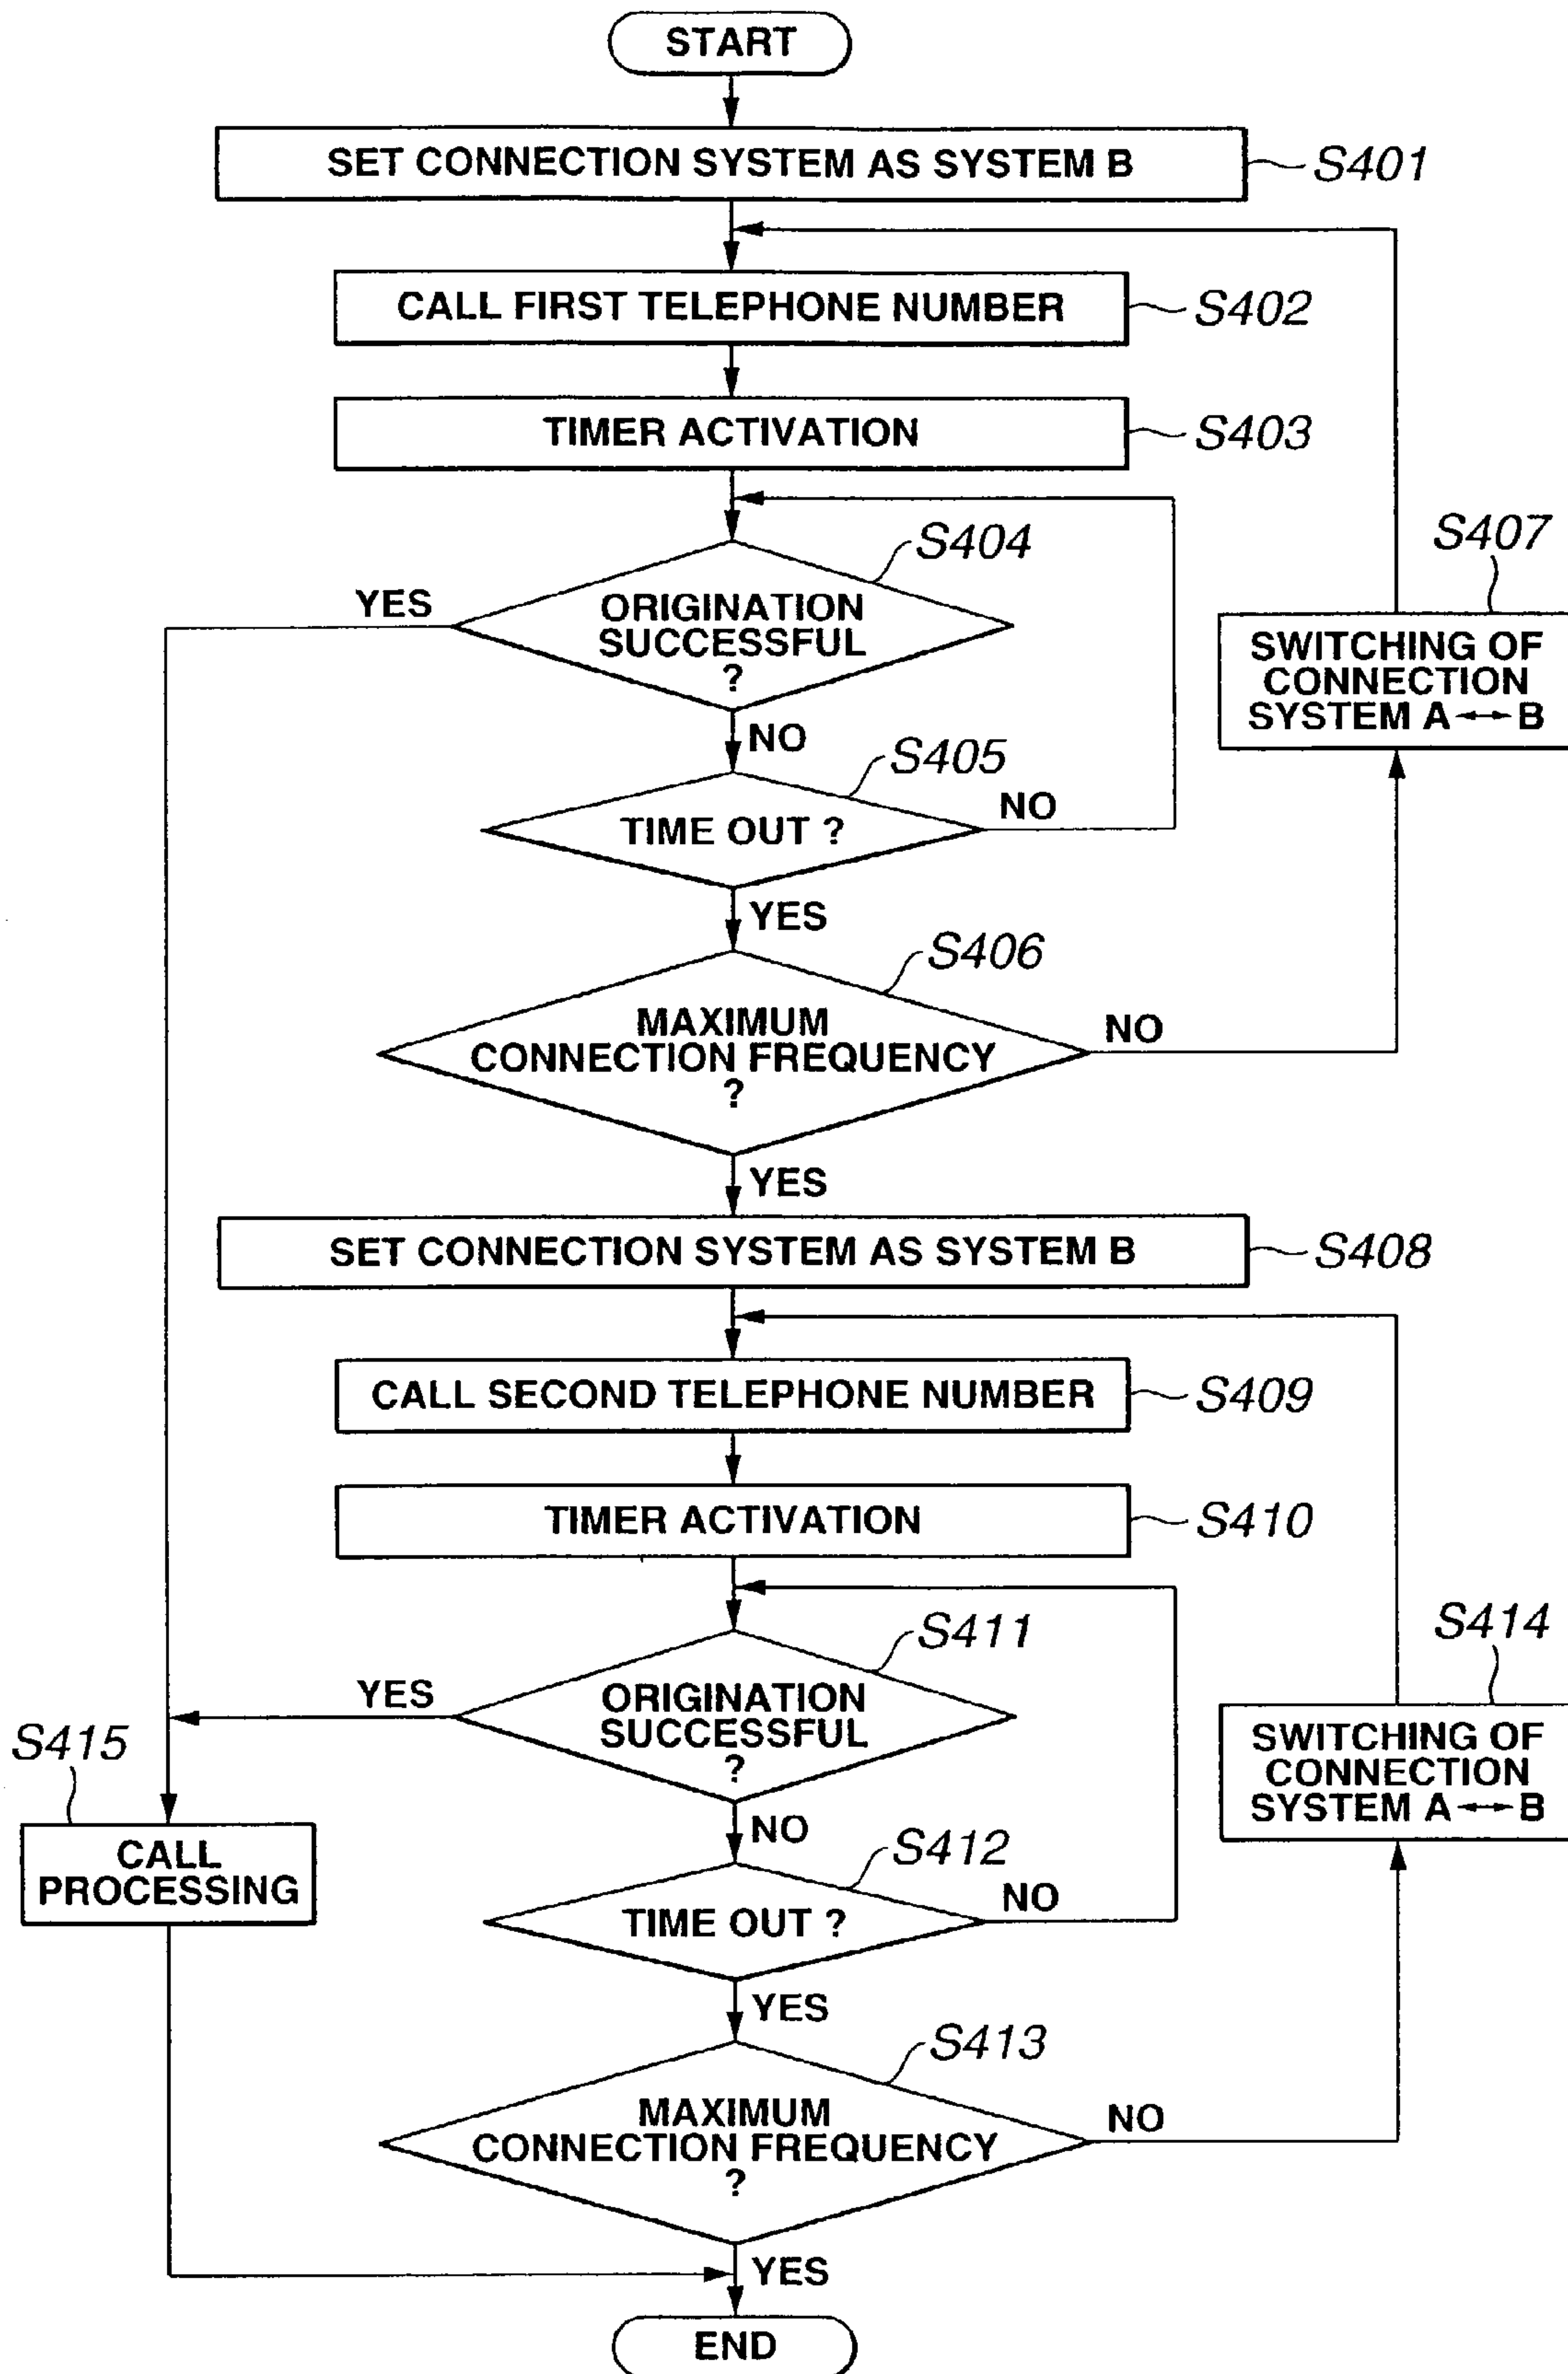 START
SET CONNECTION SYSTEM AS SYSTEM B
S401
CALL FIRST TELEPHONE NUMBER
S402
TIMER ACTIVATION
S403
S404
ORIGINATION
SUCCESSFUL
?
YES
NO
S407
SWITCHING OF
CONNECTION
SYSTEM A↔B
S405
TIME OUT ?
NO
YES
S406
MAXIMUM
CONNECTION FREQUENCY
?
NO
YES
SET CONNECTION SYSTEM AS SYSTEM B
S408
CALL SECOND TELEPHONE NUMBER
S409
TIMER ACTIVATION
S410
S411
ORIGINATION
SUCCESSFUL
?
YES
NO
S414
SWITCHING OF
CONNECTION
SYSTEM A↔B
S415
CALL
PROCESSING
S412
TIME OUT ?
NO
YES
S413
MAXIMUM
CONNECTION FREQUENCY
?
NO
YES
END